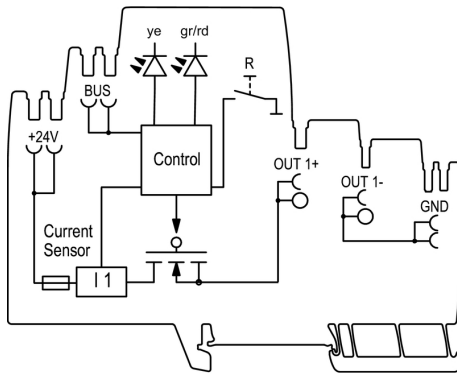 ye
gr/rd
BUS
R
+24V
Control
OUT 1+
OUT 1-
GND
Current
Sensor
I 1